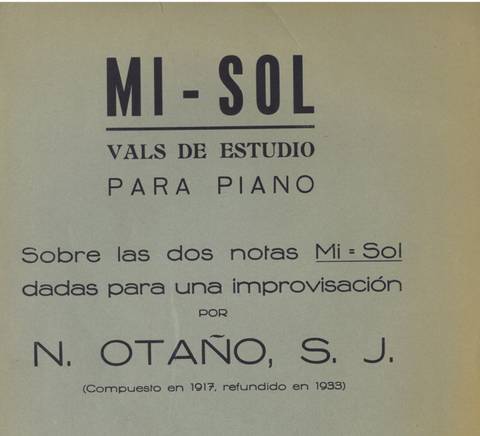 MI - SOL
VALS DE ESTUDIO
PARA PIANO
Sobre las dos notas Mi = Sol
dadas para una improvisación
POR
N. OTAÑO, S. J.
(Compuesto en 1917, refundido en 1933)